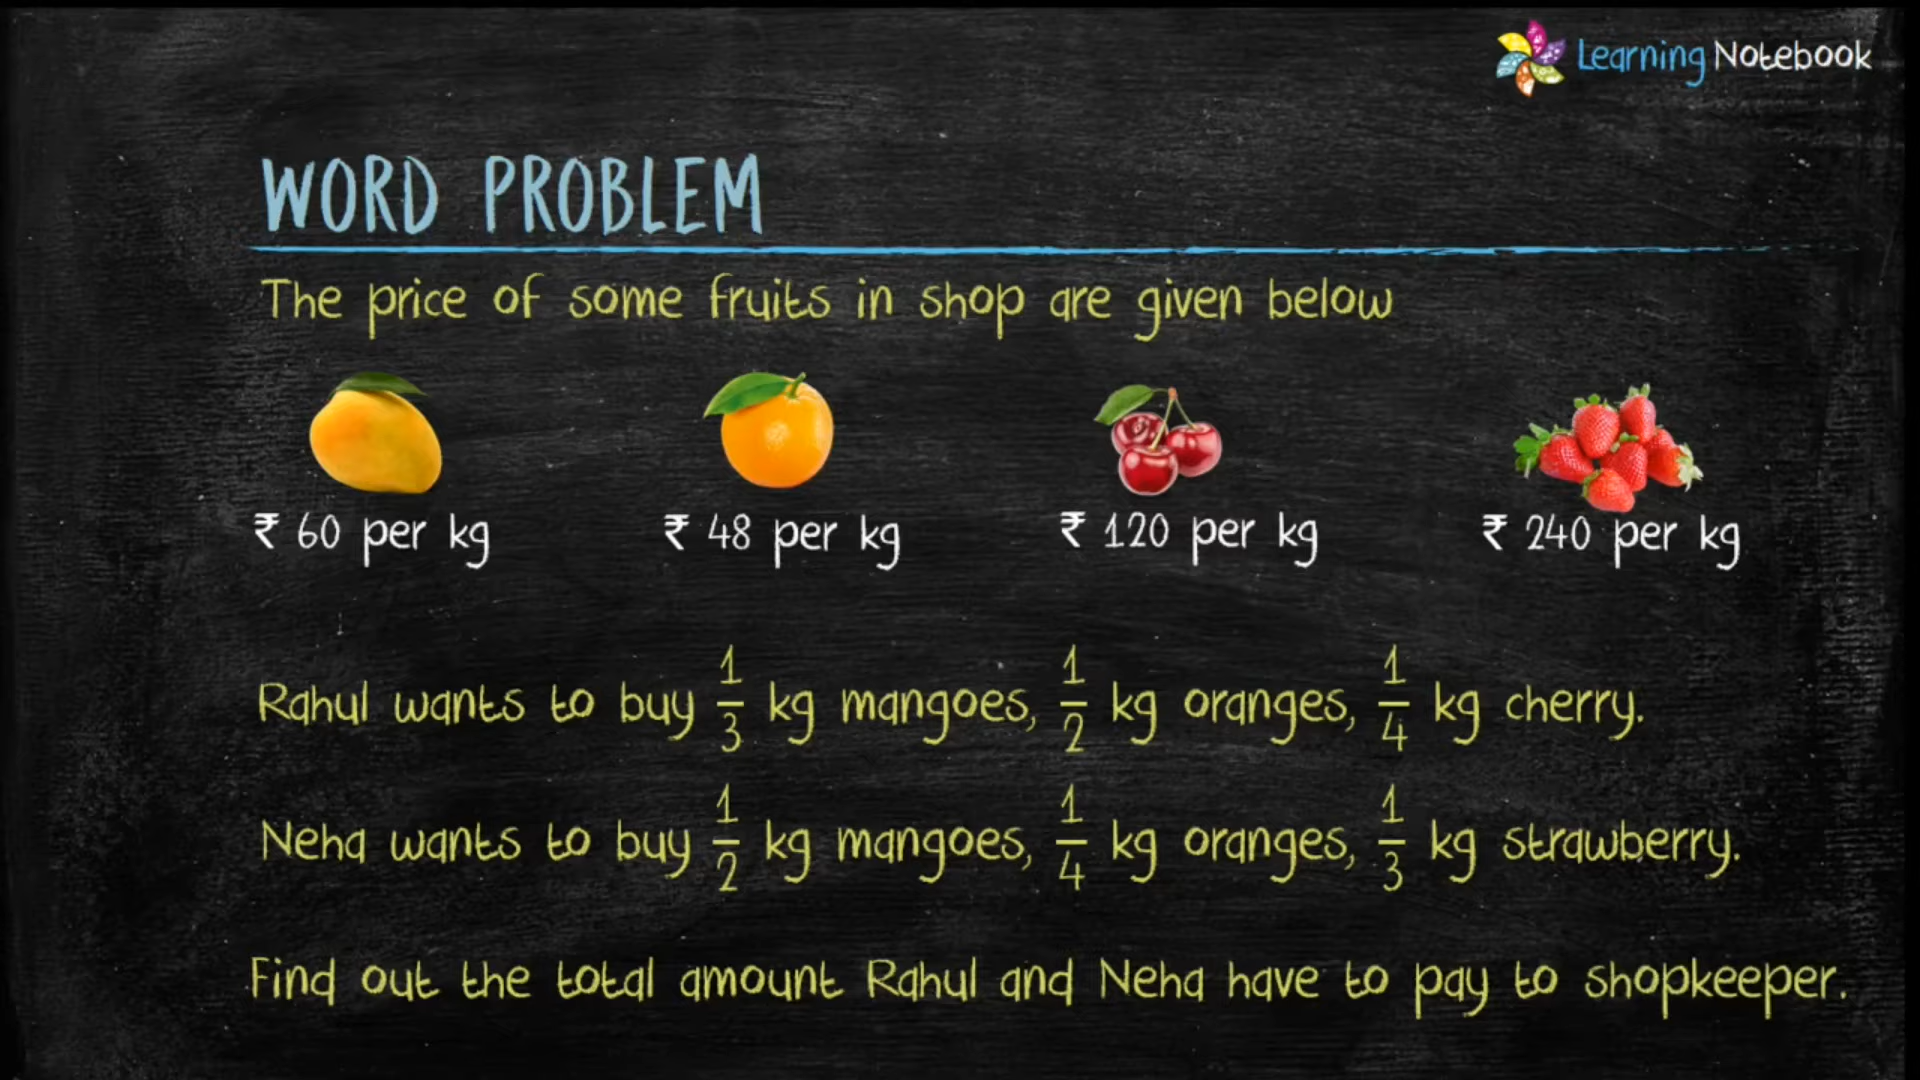 Learning Notebook
WORD PROBLEM
The price of some fruits in shop are given below
₹ 60 per kg ₹ 48 per kg ₹ 120 per kg ₹ 240 per kg
Rahul wants to buy 1/3 kg mangoes, 1/2 kg oranges, 1/4 kg cherry.
Neha wants to buy 1/2 kg mangoes, 1/4 kg oranges, 1/3 kg strawberry.
Find out the total amount Rahul and Neha have to pay to shopkeeper.